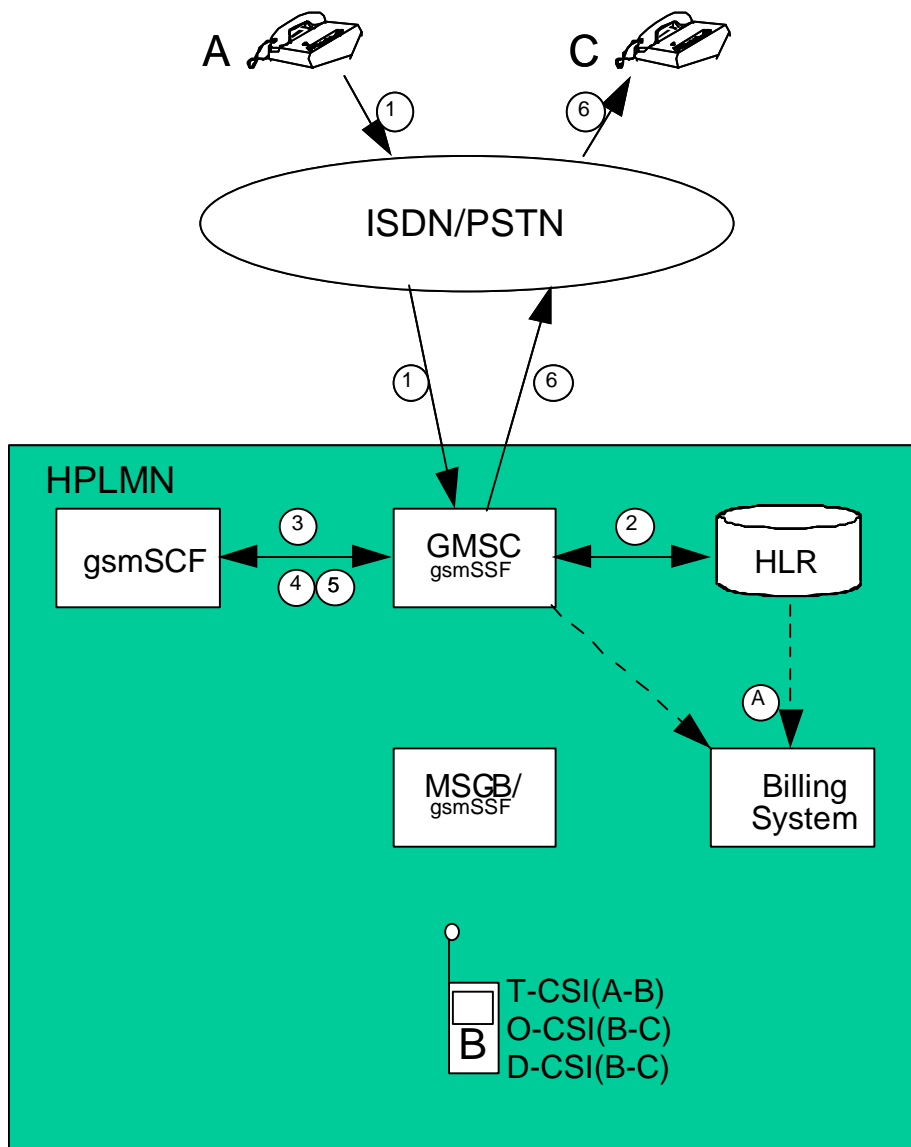 A
C
1
6
ISDN/PSTN
1
6
HPLMN
gsmSCF
3
4
5
GMSC
gsmSSF
2
HLR
A
MSCB/
gsmSSF
Billing
System
B
T-CSI(A-B)
O-CSI(B-C)
D-CSI(B-C)